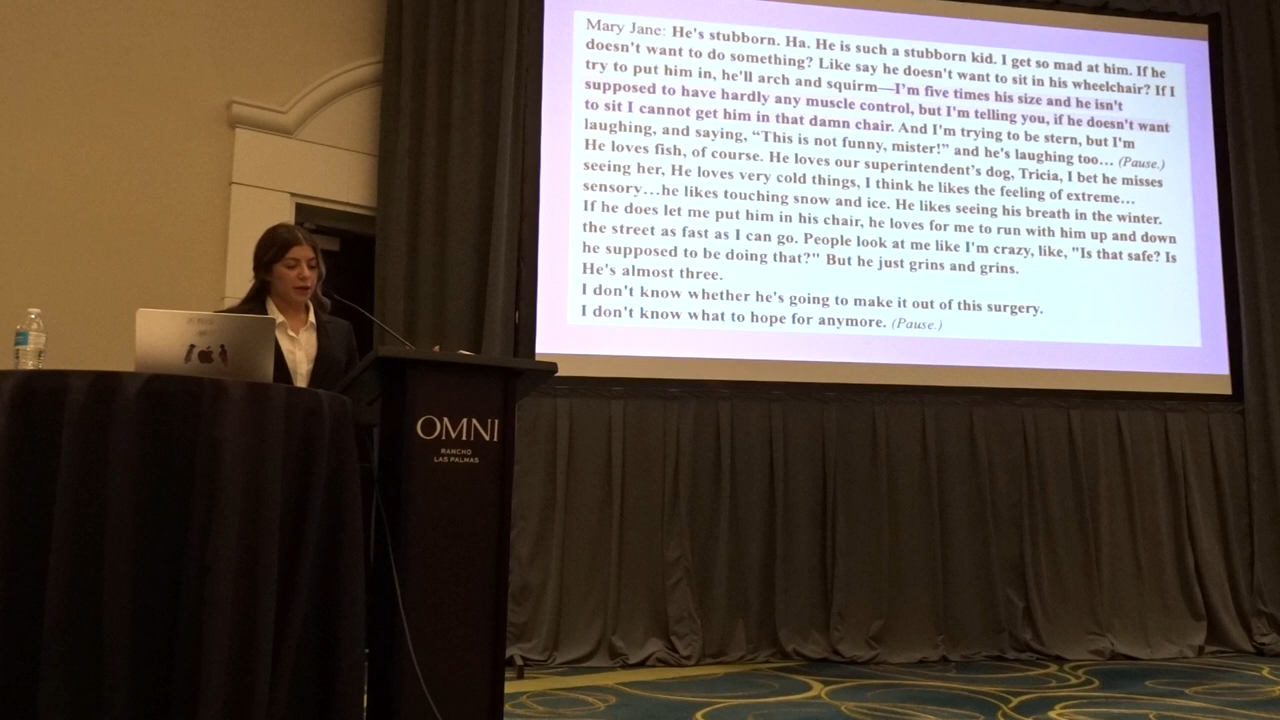 Mary Jane: He's stubborn. Ha. He is such a stubborn kid. I get so mad at him. If he
doesn't want to do something? Like say he doesn't want to sit in his wheelchair? If I
try to put him in, he'll arch and squirm—I'm five times his size and he isn't
supposed to have hardly any muscle control, but I'm telling you, if he doesn't want
to sit I cannot get him in that damn chair. And I'm trying to be stern, but I'm
laughing, and saying, “This is not funny, mister!” and he's laughing too… (Pause.)
He loves fish, of course. He loves our superintendent’s dog, Tricia, I bet he misses
seeing her, He loves very cold things, I think he likes the feeling of extreme…
sensory…he likes touching snow and ice. He likes seeing his breath in the winter.
If he does let me put him in his chair, he loves for me to run with him up and down
the street as fast as I can go. People look at me like I'm crazy, like, "Is that safe? Is
he supposed to be doing that?" But he just grins and grins.
He's almost three.
I don't know whether he's going to make it out of this surgery.
I don't know what to hope for anymore. (Pause.)
OMNI
RANCHO
LAS PALMAS